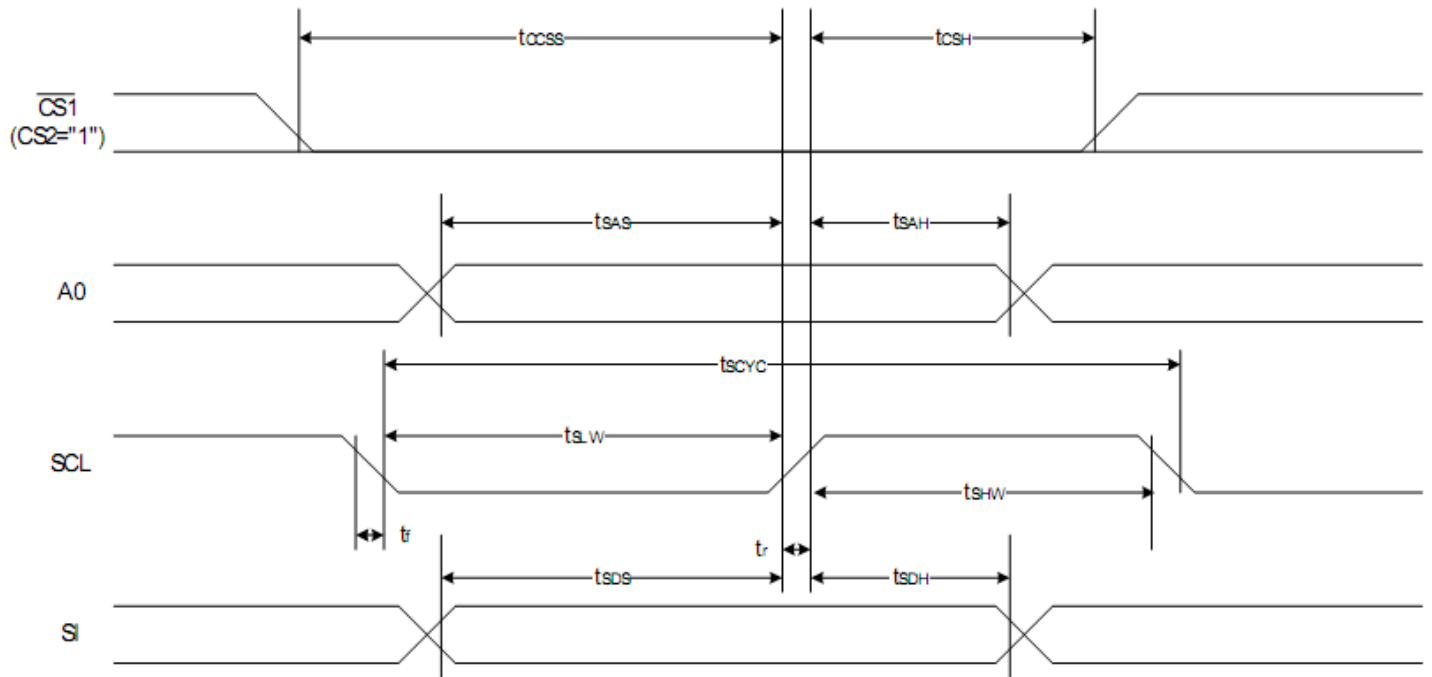 tCCSS
tCSH
CS1
(CS2="1")
tSAS
tSAH
A0
tSCYC
tSLW
SCL
tSHW
tf
tr
tSDS
tSDH
SI